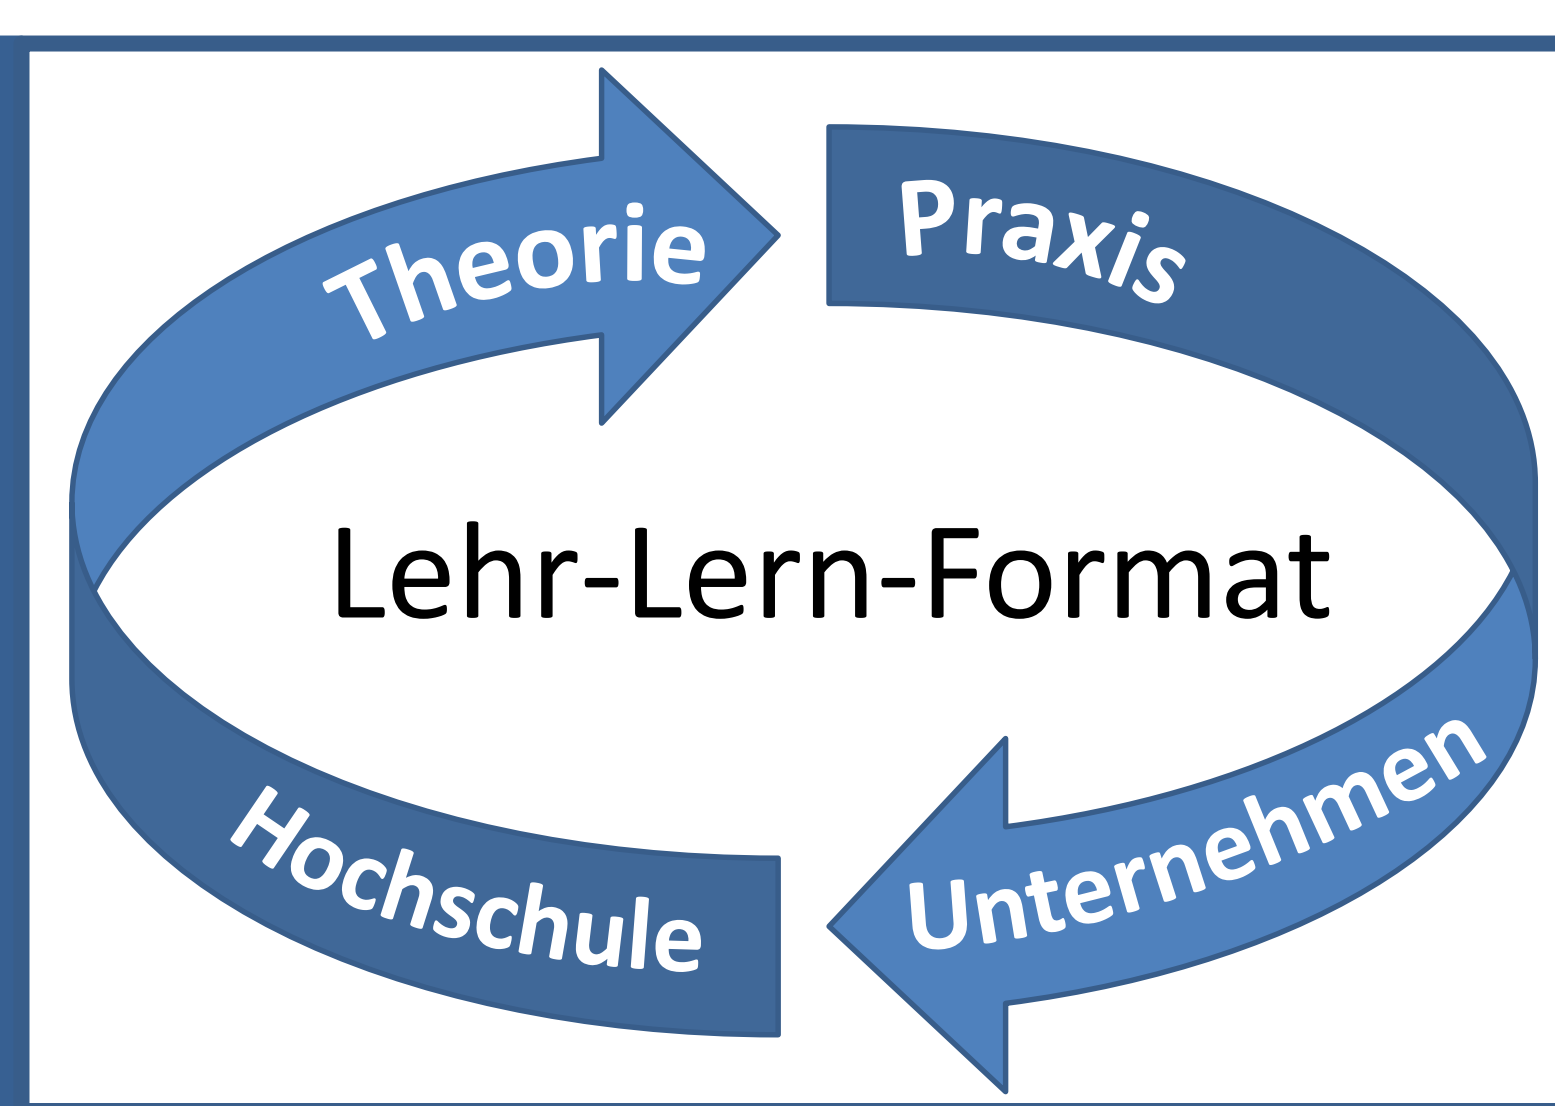 Theorie
Praxis
Lehr-Lern-Format
Hochschule
Unternehmen